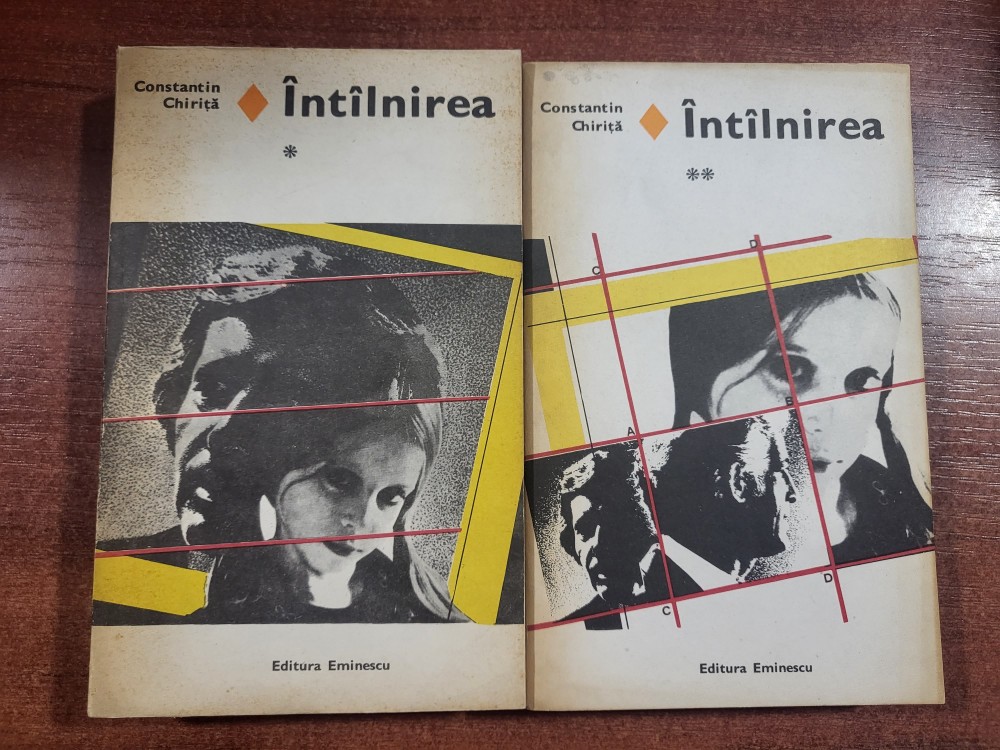 Constantin
Chiriță
Întîlnirea
*
Editura Eminescu
Constantin
Chiriță
Întîlnirea
**
C
D
A
B
C
D
Editura Eminescu